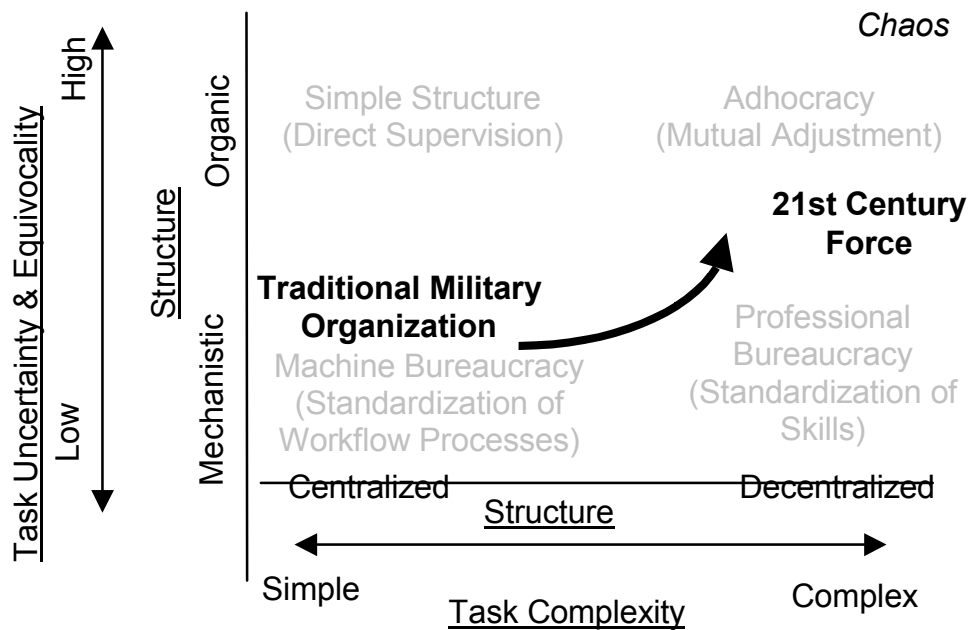 Chaos
High
Low
Task Uncertainty & Equivocality
Organic
Mechanistic
Structure
Simple Structure
(Direct Supervision)
Adhocracy
(Mutual Adjustment)
21st Century
Force
Traditional Military
Organization
Machine Bureaucracy
(Standardization of
Workflow Processes)
Professional
Bureaucracy
(Standardization of
Skills)
Centralized
Decentralized
Structure
Simple
Complex
Task Complexity